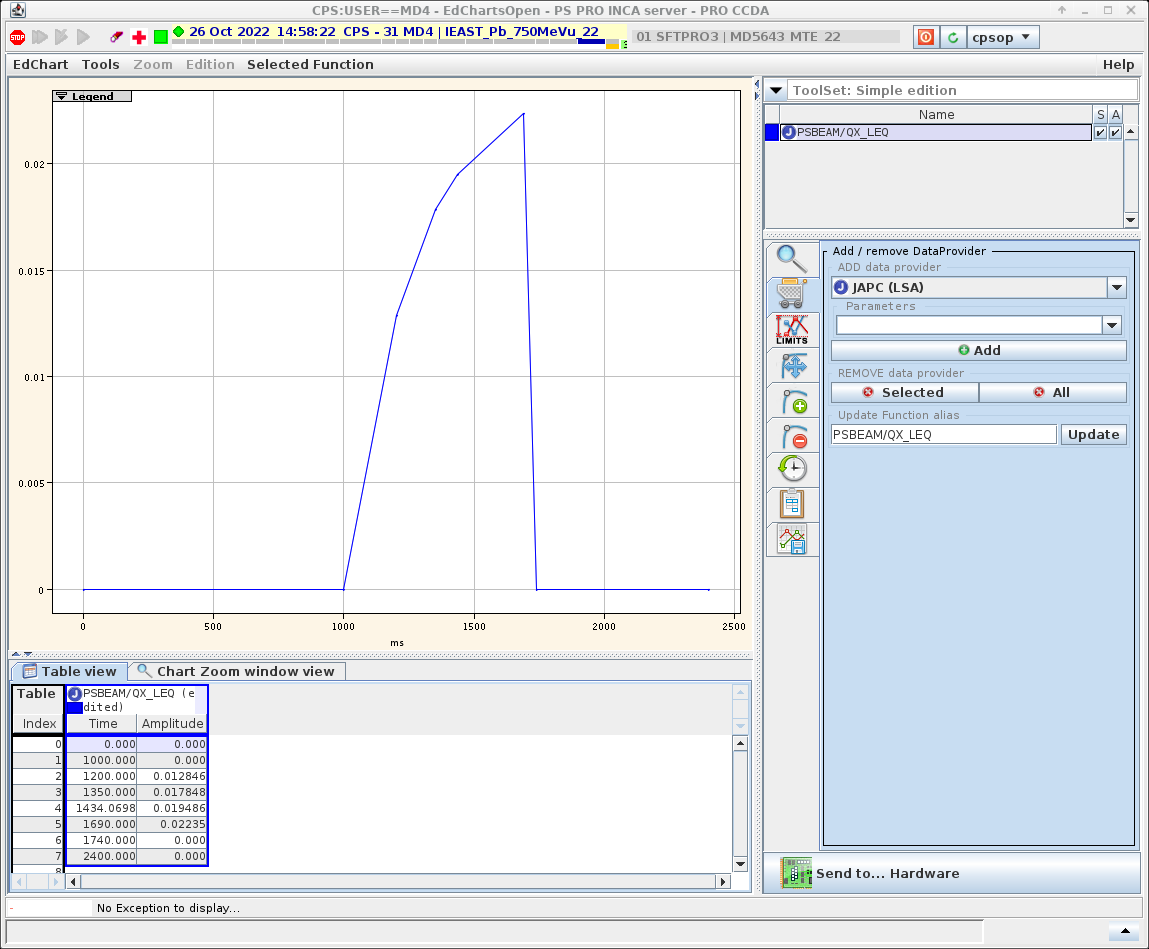 CPS:USER==MD4 - EdChartsOpen - PS PRO INCA server - PRO CCDA
STOP 26 Oct 2022 14:58:22 CPS - 31 MD4 | IEAST_Pb_750MeVu_22 01 SFTPRO3 | MD5643 MTE 22 cpsop
EdChart Tools Zoom Edition Selected Function Help
Legend
0.02
0.015
0.01
0.005
0
0 500 1000 1500 2000 2500
ms
ToolSet: Simple edition
Name S A
PSBEAM/QX_LEQ
LIMITS
Add / remove DataProvider
ADD data provider
JAPC (LSA)
Parameters
Add
REMOVE data provider
Selected All
Update Function alias
PSBEAM/QX_LEQ Update
Table view Chart Zoom window view
Table PSBEAM/QX_LEQ (e
dited)
Index Time Amplitude
0 0.000 0.000
1 1000.000 0.000
2 1200.000 0.012846
3 1350.000 0.017848
4 1434.0698 0.019486
5 1690.000 0.02235
6 1740.000 0.000
7 2400.000 0.000
8
Send to... Hardware
- No Exception to display...